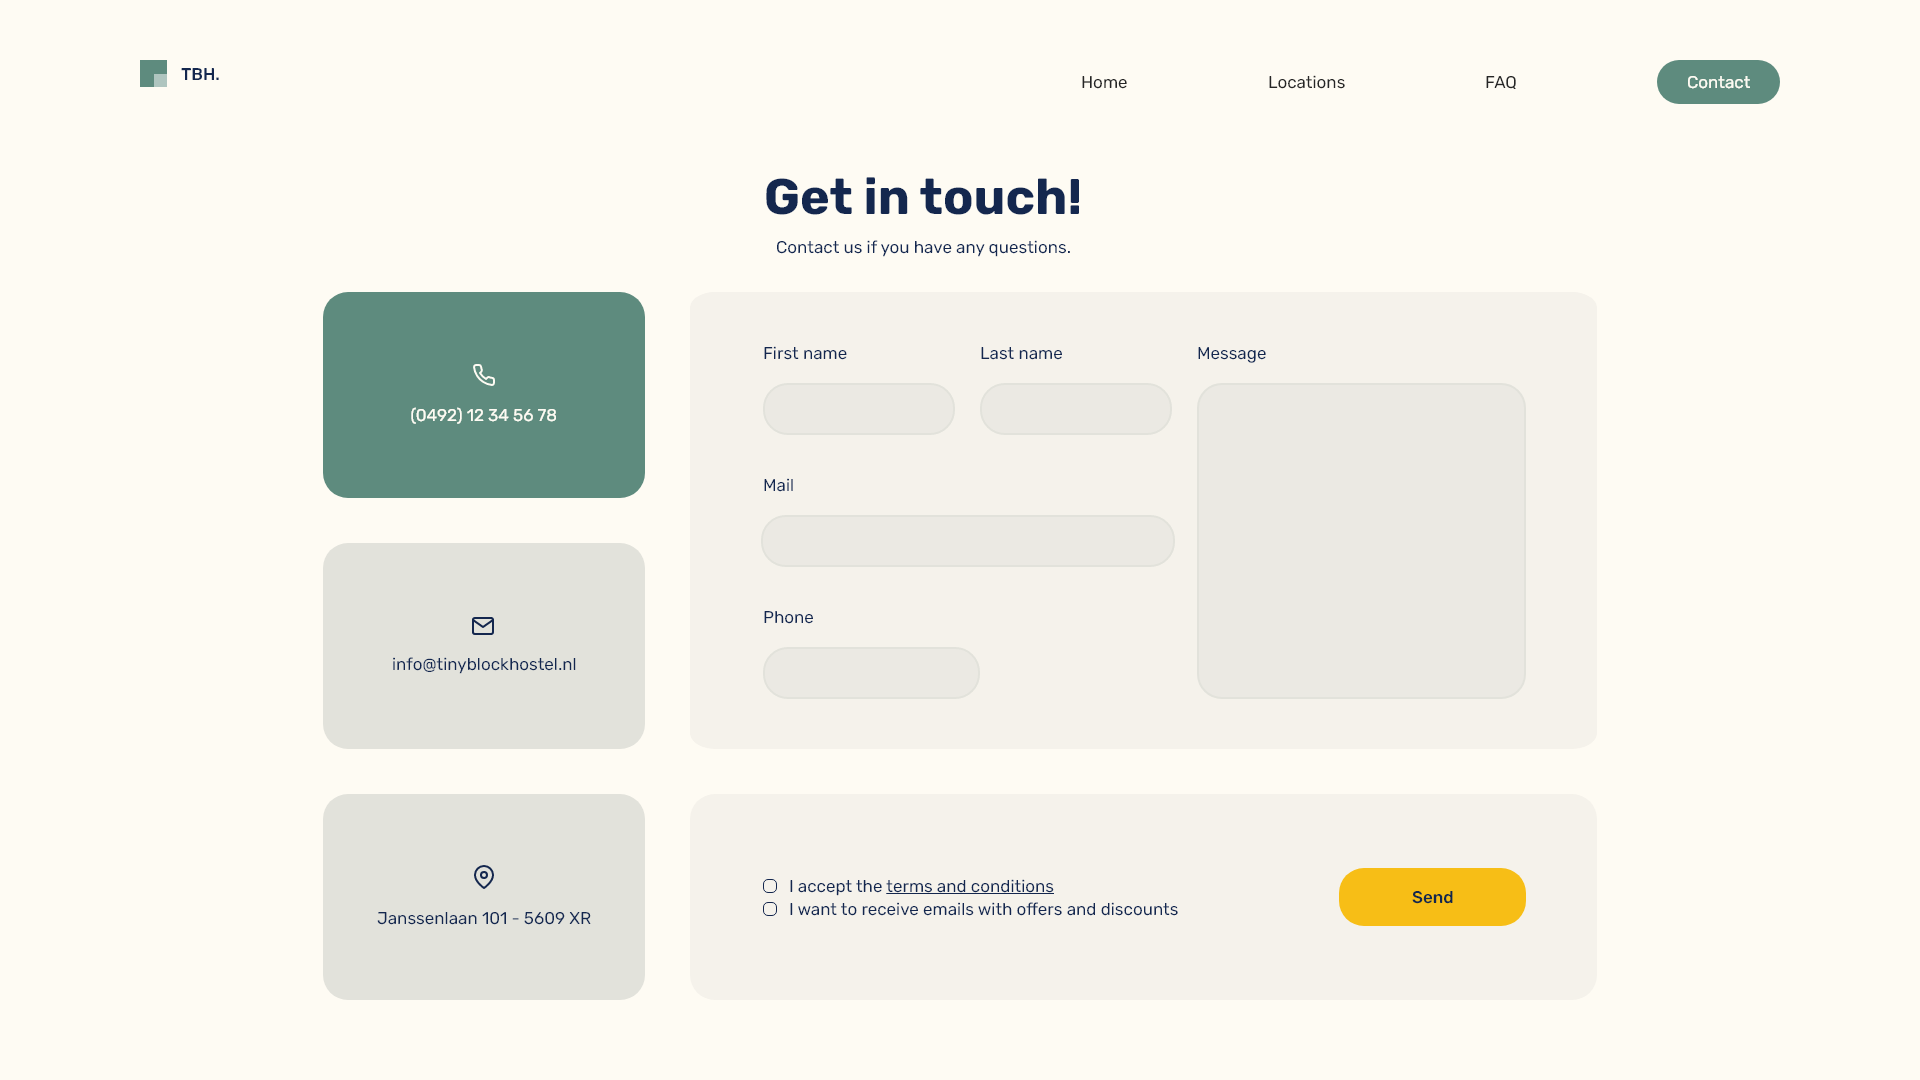 TBH.
Home
Locations
FAQ
Contact
Get in touch!
Contact us if you have any questions.
(0492) 12 34 56 78
info@tinyblockhostel.nl
Janssenlaan 101 - 5609 XR
First name
Last name
Message
Mail
Phone
I accept the terms and conditions
I want to receive emails with offers and discounts
Send